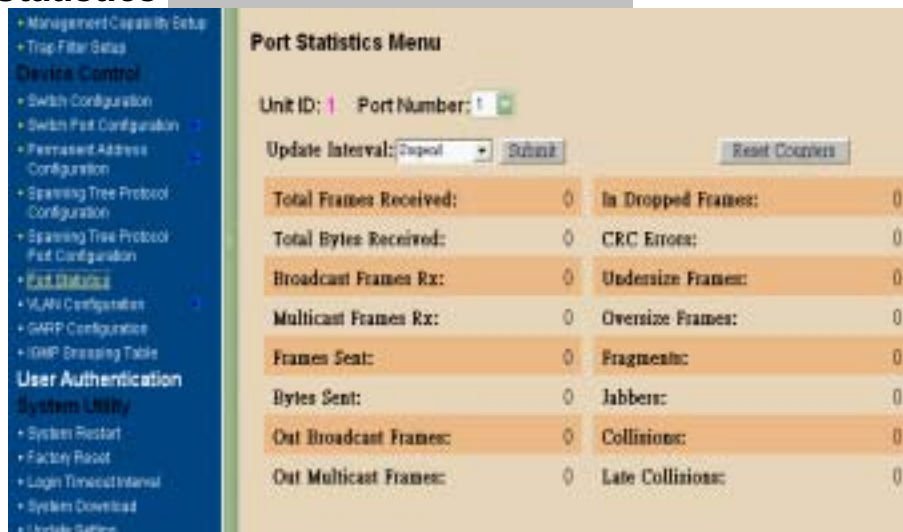 Statistics
• Management Capability Setup
• Trap Filter Setup
Device Control
• Switch Configuration
• Switch Port Configuration
• Permanent Address
Configuration
• Spanning Tree Protocol
Configuration
• Spanning Tree Protocol
Port Configuration
• Port Statistics
• VLAN Configuration
• GARP Configuration
• IGMP Snooping Table
User Authentication
System Utility
• System Restart
• Factory Reset
• Login Timeout Interval
• System Download
• Update Setting
Port Statistics Menu
Unit ID: 1 Port Number: 1
Update Interval: Submit Reset Counters
Total Frames Received: 0 In Dropped Frames: 0
Total Bytes Received: 0 CRC Errors: 0
Broadcast Frames Rx: 0 Undersize Frames: 0
Multicast Frames Rx: 0 Oversize Frames: 0
Frames Sent: 0 Fragments: 0
Bytes Sent: 0 Jabbers: 0
Out Broadcast Frames: 0 Collisions: 0
Out Multicast Frames: 0 Late Collisions: 0